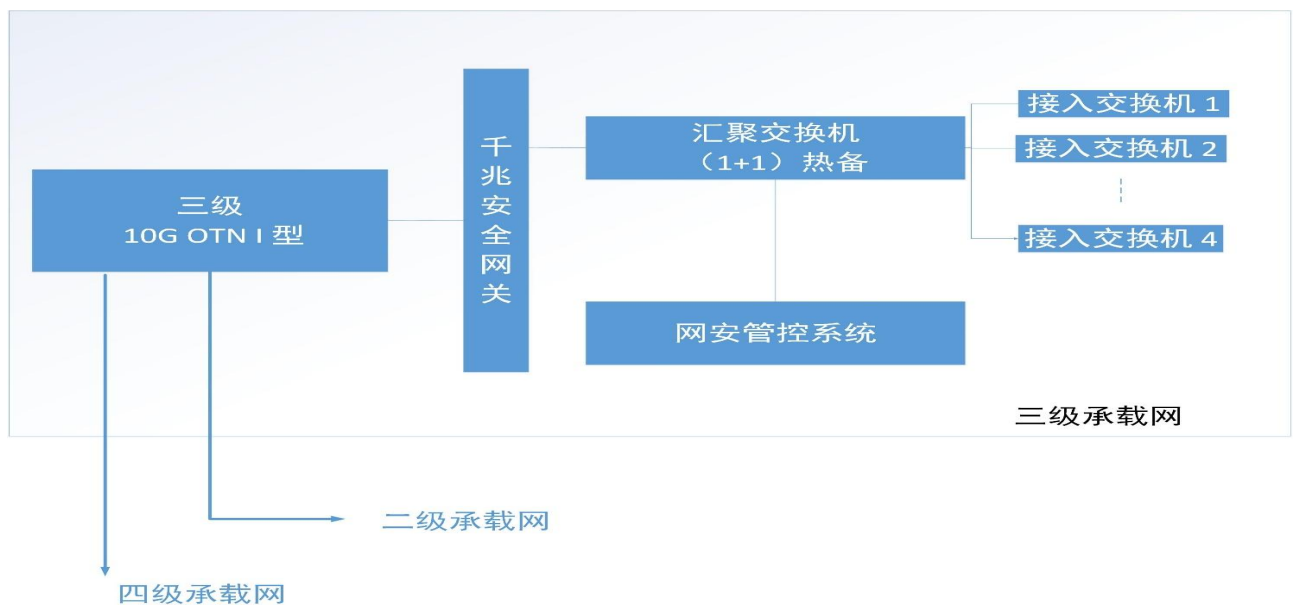 三级
10G OTN I 型
千兆安全网关
汇聚交换机
（1+1）热备
接入交换机 1
接入交换机 2
接入交换机 4
网安管控系统
三级承载网
二级承载网
四级承载网